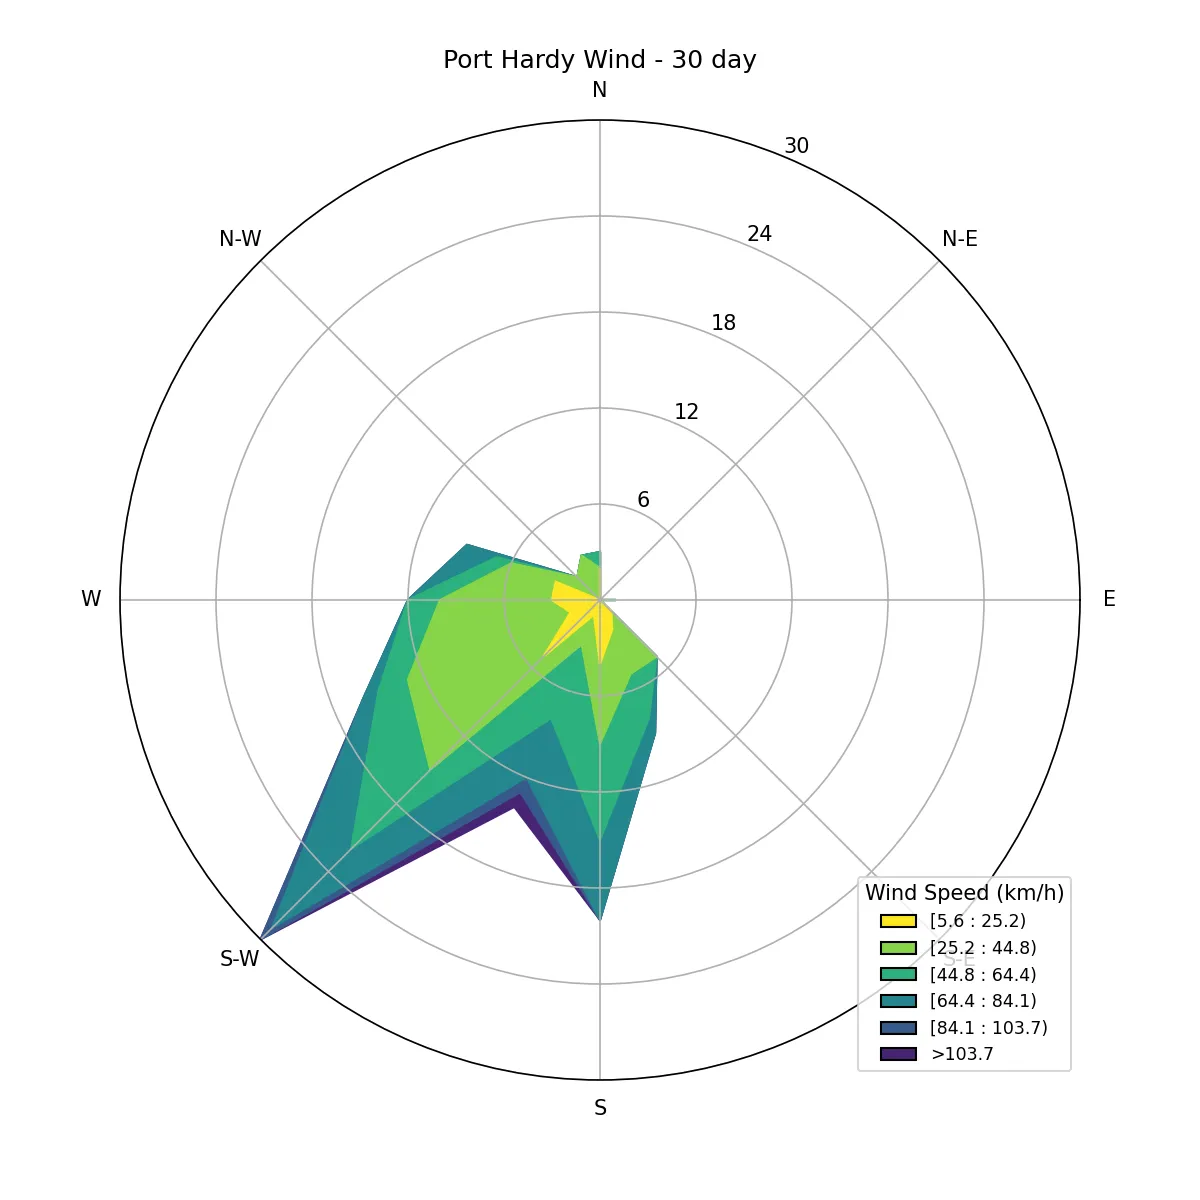 Port Hardy Wind - 30 day
N
30
N-W
N-E
24
18
12
6
W
E
S-W
S-E
S
Wind Speed (km/h)
[5.6 : 25.2)
[25.2 : 44.8)
[44.8 : 64.4)
[64.4 : 84.1)
[84.1 : 103.7)
>103.7